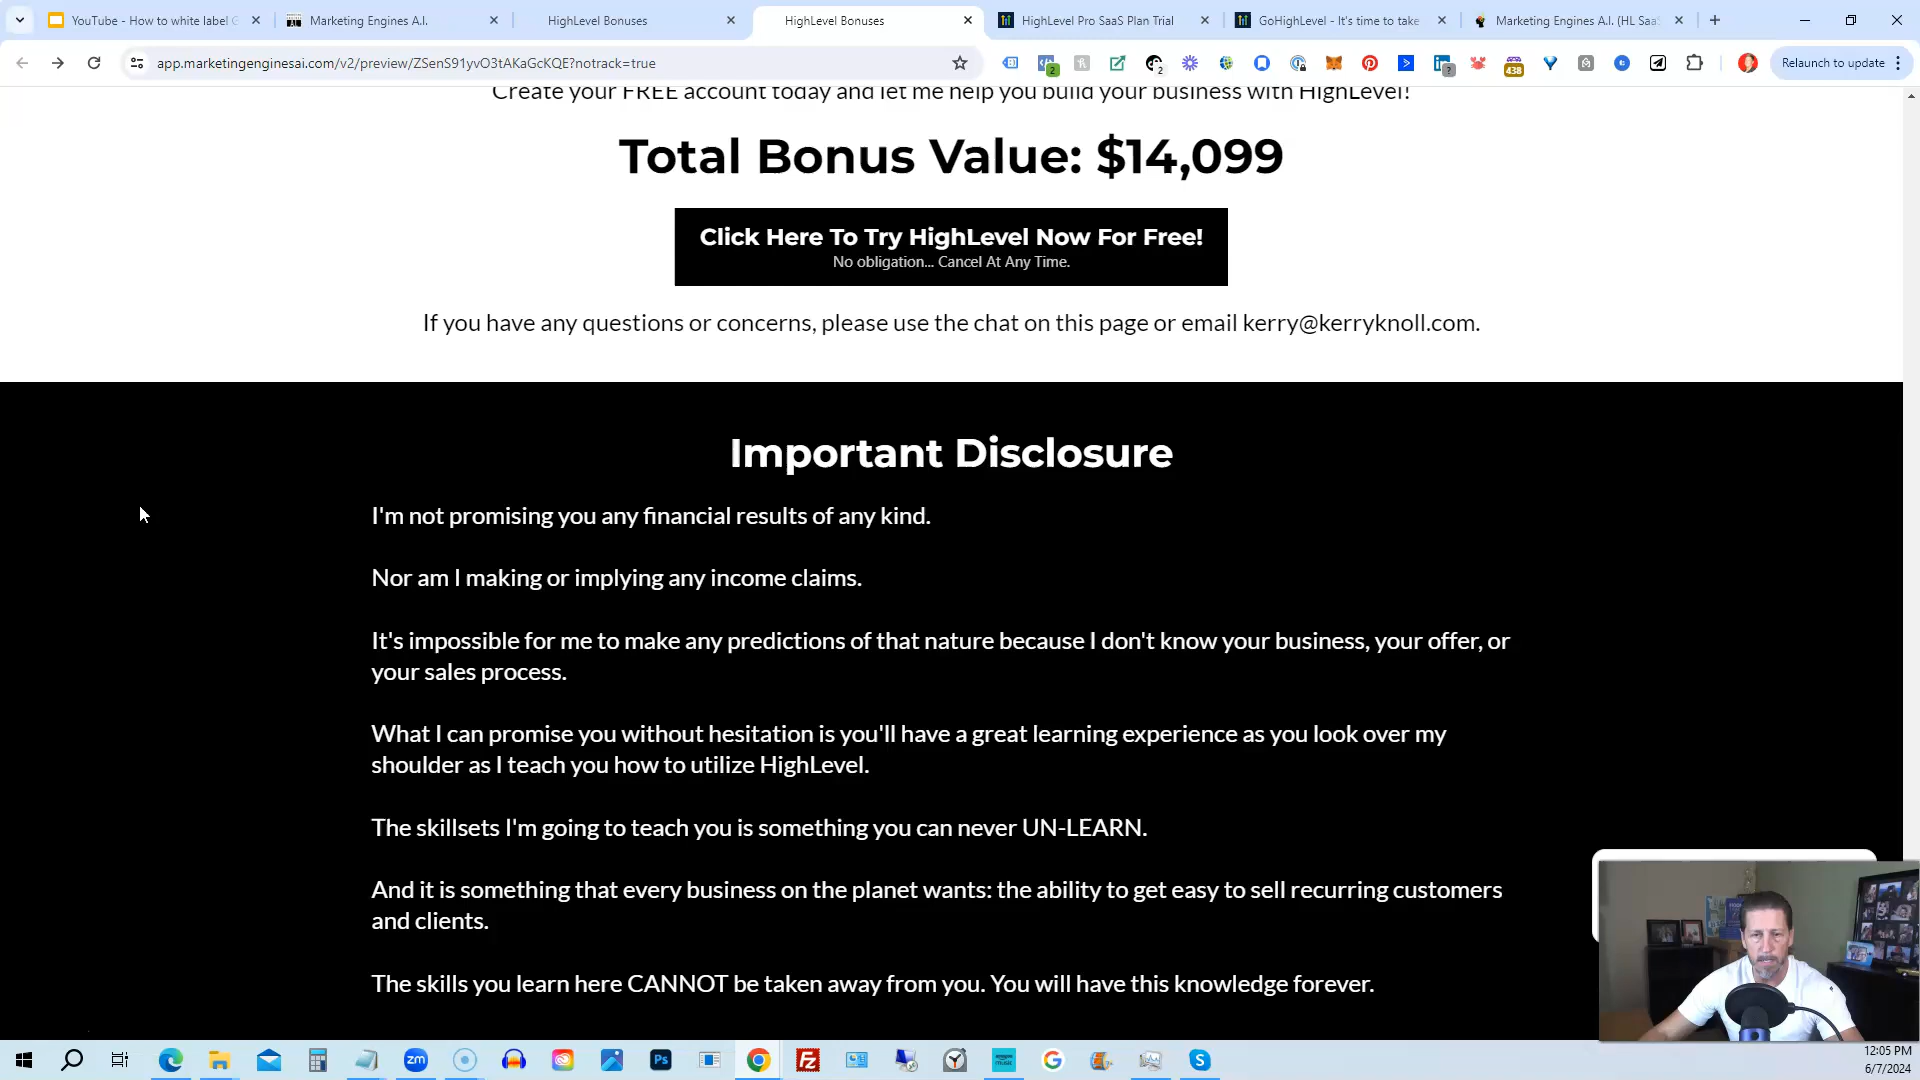 YouTube - How to white label G
Marketing Engines A.I.
HighLevel Bonuses
HighLevel Bonuses
HighLevel Pro SaaS Plan Trial
GoHighLevel - It's time to take
Marketing Engines A.I. (HL SaaS
app.marketingenginesai.com/v2/preview/ZSenS91yvO3tAKaGcKQE?notrack=true
2
2
?
438
Relaunch to update
Create your FREE account today and let me help you build your business with HighLevel!
Total Bonus Value: $14,099
Click Here To Try HighLevel Now For Free!
No obligation... Cancel At Any Time.
If you have any questions or concerns, please use the chat on this page or email kerry@kerryknoll.com.
Important Disclosure
I'm not promising you any financial results of any kind.
Nor am I making or implying any income claims.
It's impossible for me to make any predictions of that nature because I don't know your business, your offer, or
your sales process.
What I can promise you without hesitation is you'll have a great learning experience as you look over my
shoulder as I teach you how to utilize HighLevel.
The skillsets I'm going to teach you is something you can never UN-LEARN.
And it is something that every business on the planet wants: the ability to get easy to sell recurring customers
and clients.
The skills you learn here CANNOT be taken away from you. You will have this knowledge forever.
zm
Ps
12:05 PM
6/7/2024